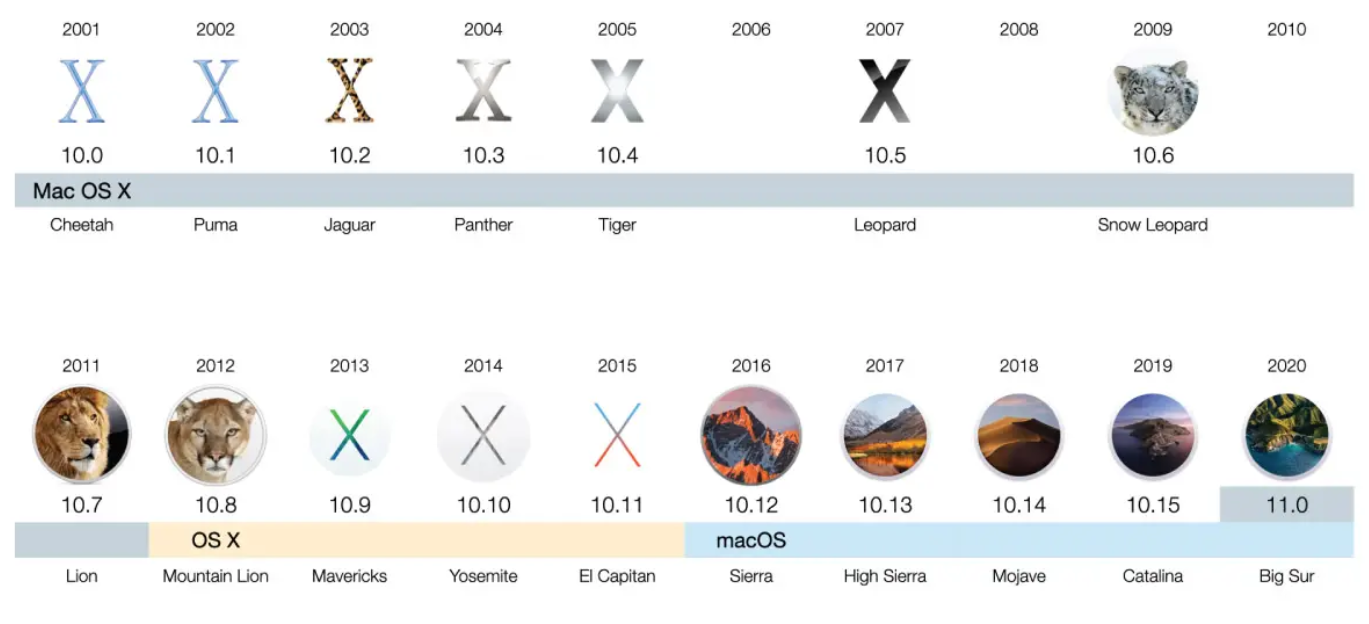 2001 2002 2003 2004 2005 2006 2007 2008 2009 2010
X X X X X X
10.0 10.1 10.2 10.3 10.4 10.5 10.6
Mac OS X
Cheetah Puma Jaguar Panther Tiger Leopard Snow Leopard
2011 2012 2013 2014 2015 2016 2017 2018 2019 2020
X X X
10.7 10.8 10.9 10.10 10.11 10.12 10.13 10.14 10.15 11.0
OS X macOS
Lion Mountain Lion Mavericks Yosemite El Capitan Sierra High Sierra Mojave Catalina Big Sur